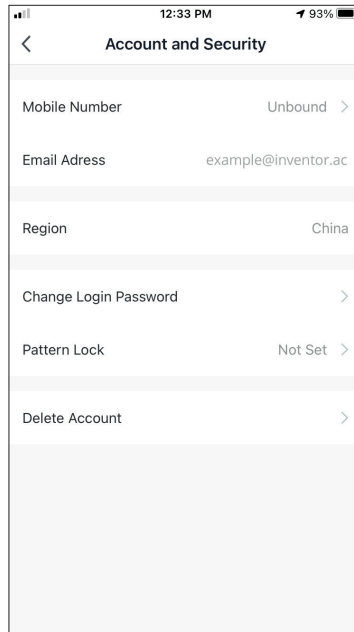 12:33 PM 93%
Account and Security
Mobile Number Unbound
Email Adress example@inventor.ac
Region China
Change Login Password
Pattern Lock Not Set
Delete Account